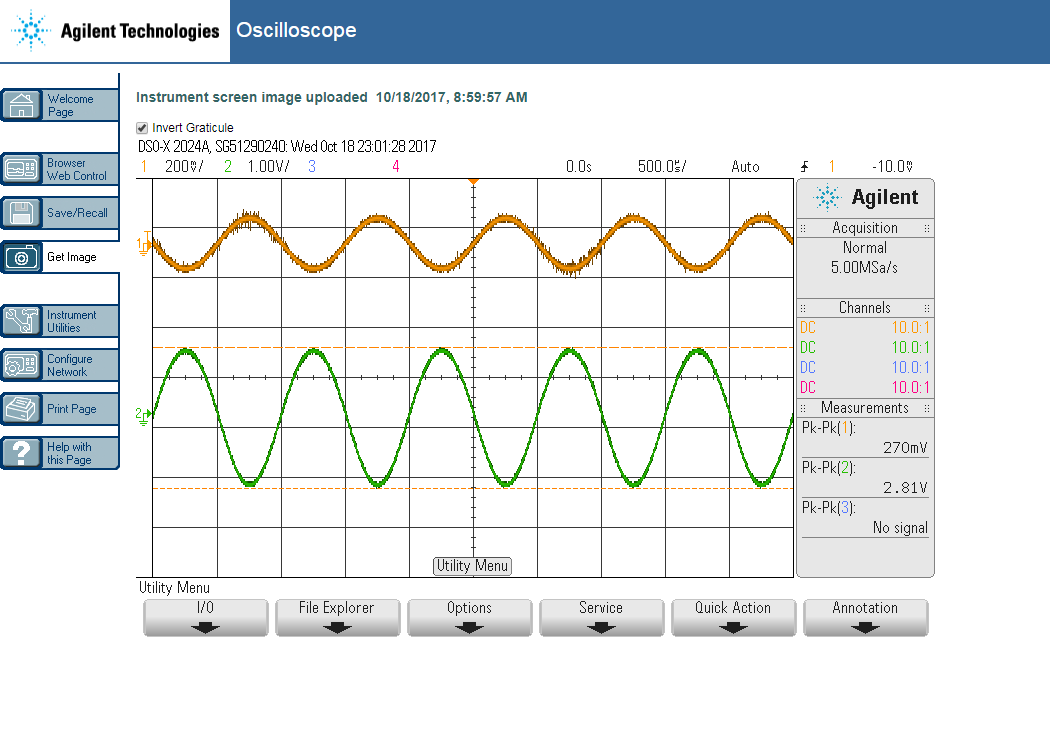 Agilent Technologies
Oscilloscope
Welcome
Page
Browser
Web Control
Save/Recall
Get Image
Instrument
Utilities
Configure
Network
Print Page
Help with
this Page
Instrument screen image uploaded  10/18/2017, 8:59:57 AM
Invert Graticule
DSO-X 2024A, SG51290240: Wed Oct 18 23:01:28 2017
1 200mV/ 2 1.00V/ 3 4 0.0s 500.0us/ Auto 1 -10.0mV
1
2
Agilent
Acquisition
Normal
5.00MSa/s
Channels
DC 10.0:1
DC 10.0:1
DC 10.0:1
DC 10.0:1
Measurements
Pk-Pk(1):
270mV
Pk-Pk(2):
2.81V
Pk-Pk(3):
No signal
Utility Menu
Utility Menu
I/O
File Explorer
Options
Service
Quick Action
Annotation